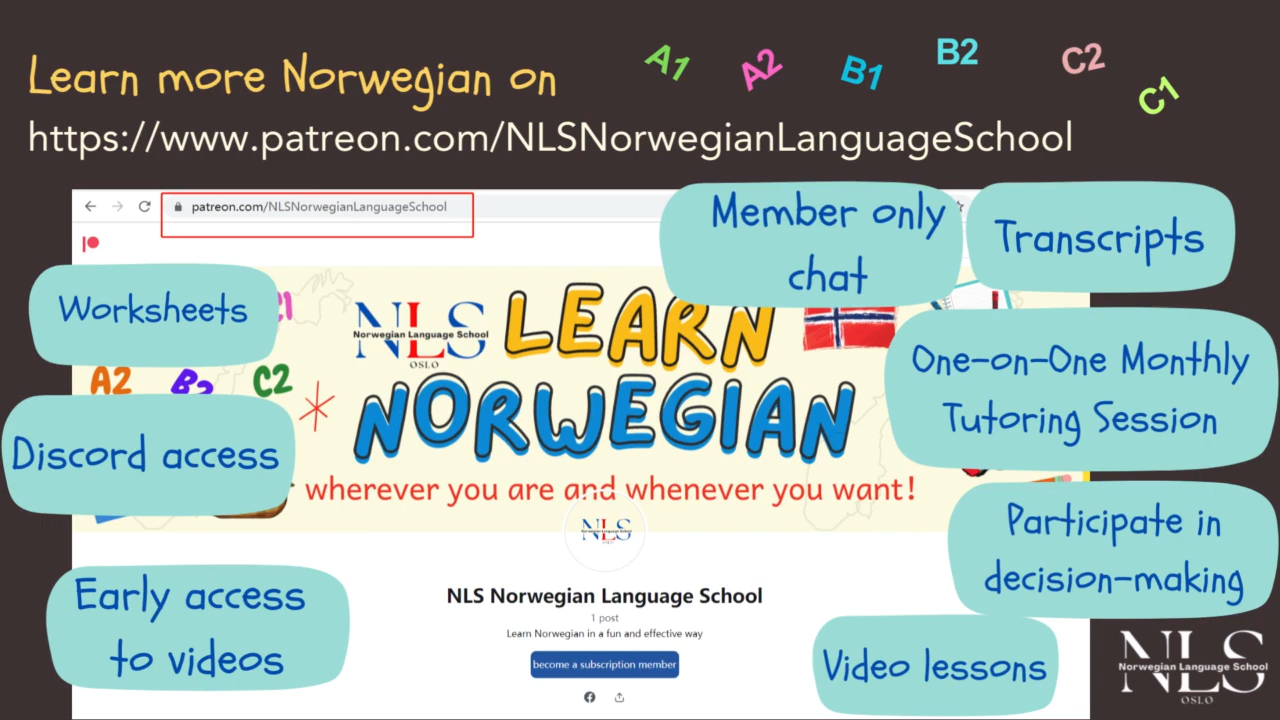 Learn more Norwegian on
A1
A2
B1
B2
C2
C1
https://www.patreon.com/NLSNorwegianLanguageSchool
patreon.com/NLSNorwegianLanguageSchool
Member only
chat
Transcripts
Worksheets
NLS
Norwegian Language School
OSLO
LEARN
NORWEGIAN
A2
B2
C2
One-on-One Monthly
Tutoring Session
Discord access
wherever you are and whenever you want!
NLS
Norwegian Language School
Participate in
decision-making
Early access
to videos
NLS Norwegian Language School
1 post
Learn Norwegian in a fun and effective way
become a subscription member
Video lessons
NLS
Norwegian Language School
OSLO